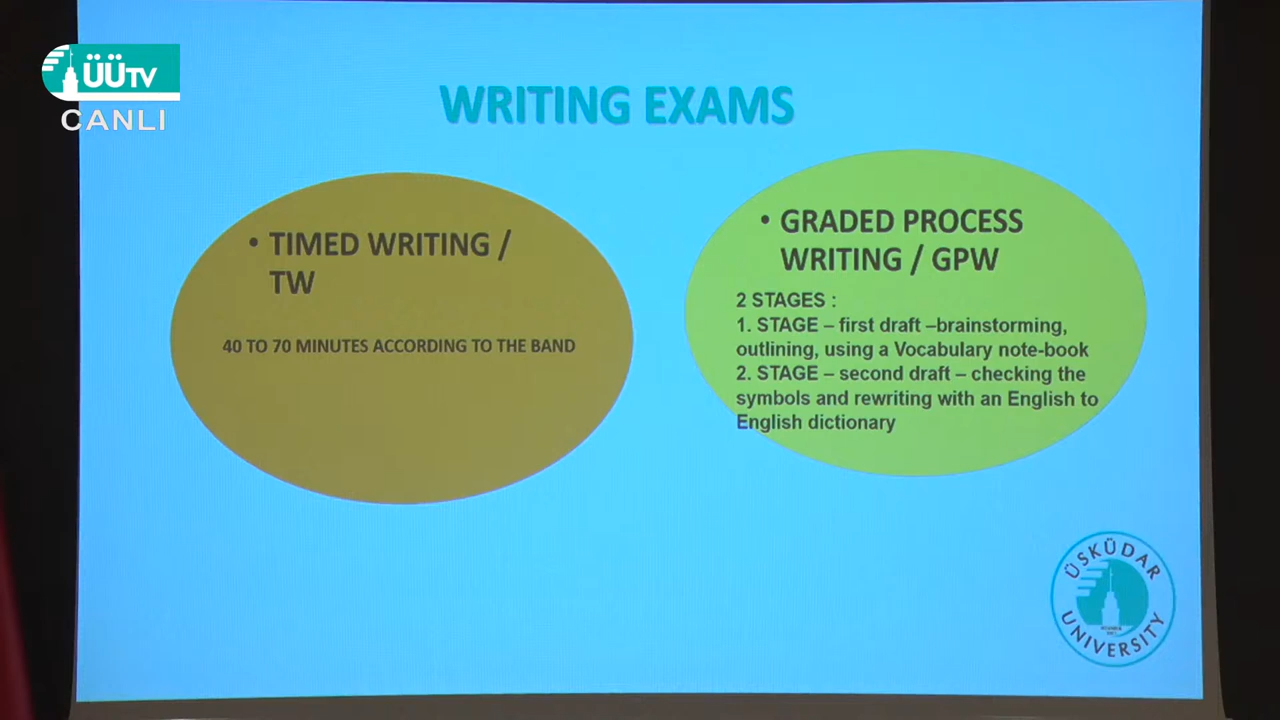 ÜÜTV
CANLI
WRITING EXAMS
• TIMED WRITING /
TW
40 TO 70 MINUTES ACCORDING TO THE BAND
• GRADED PROCESS
WRITING / GPW
2 STAGES :
1. STAGE – first draft –brainstorming,
outlining, using a Vocabulary note-book
2. STAGE – second draft – checking the
symbols and rewriting with an English to
English dictionary
ÜSKÜDAR
UNIVERSITY